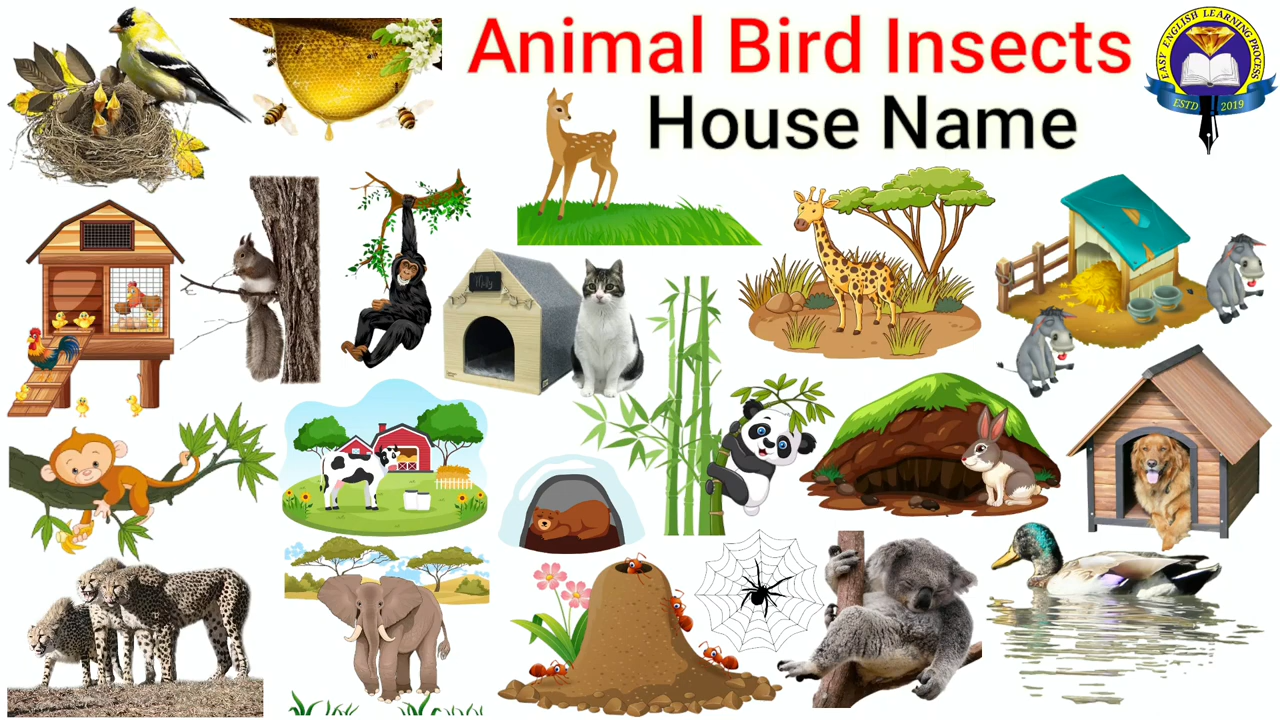 Animal Bird Insects
House Name
EASY ENGLISH LEARNING PROCESS
ESTD 2019